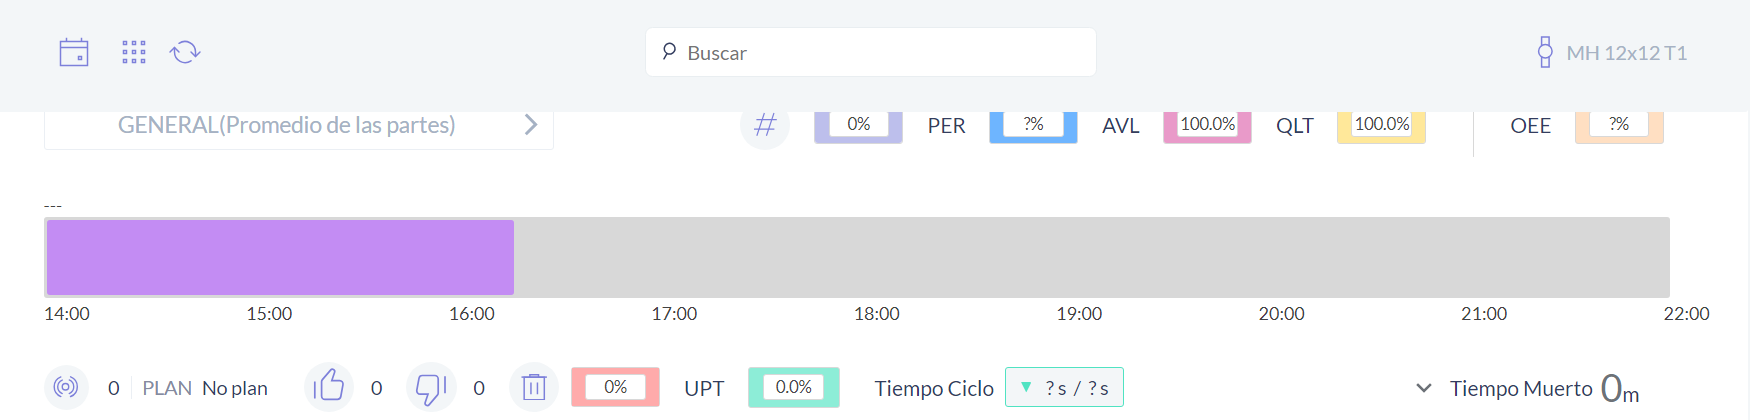 Buscar
MH 12x12 T1
GENERAL(Promedio de las partes)
# 0% PER ?% AVL 100.0% QLT 100.0% OEE ?%
---
14:00 15:00 16:00 17:00 18:00 19:00 20:00 21:00 22:00
0 PLAN No plan 0 0 0% UPT 0.0% Tiempo Ciclo ▼ ? s / ? s Tiempo Muerto 0m